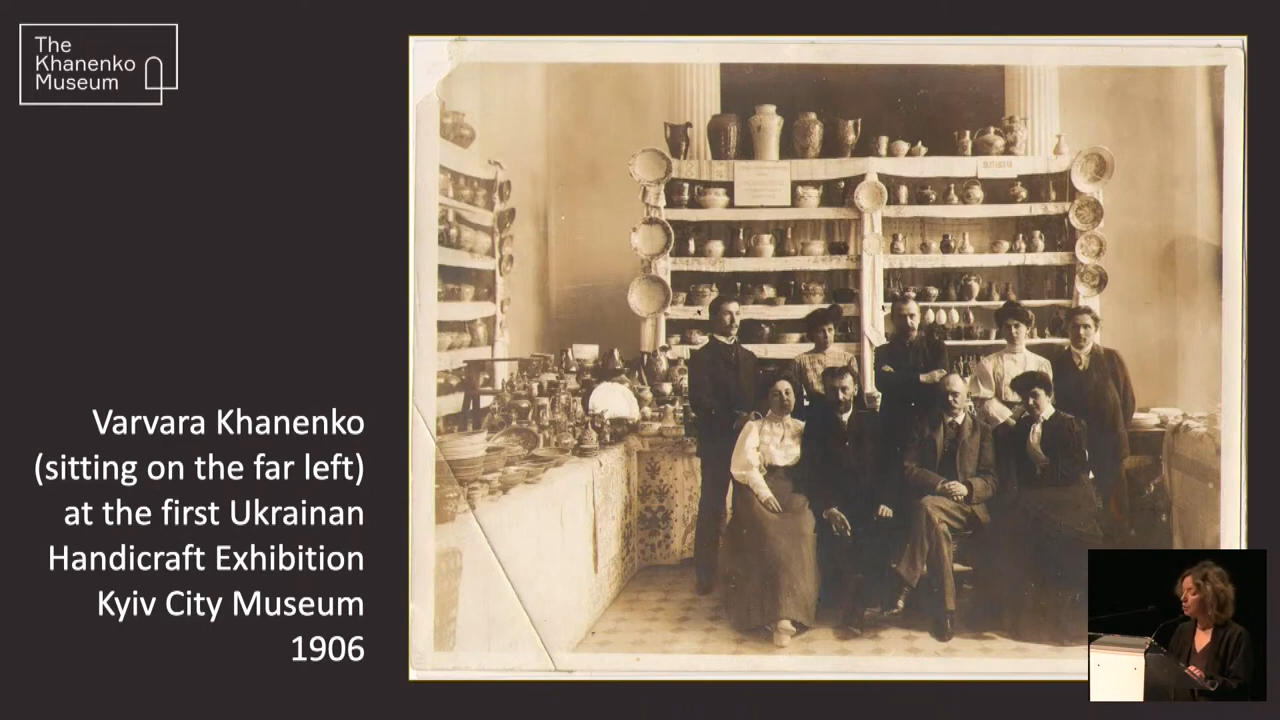 The
Khanenko
Museum
Varvara Khanenko
(sitting on the far left)
at the first Ukrainan
Handicraft Exhibition
Kyiv City Museum
1906